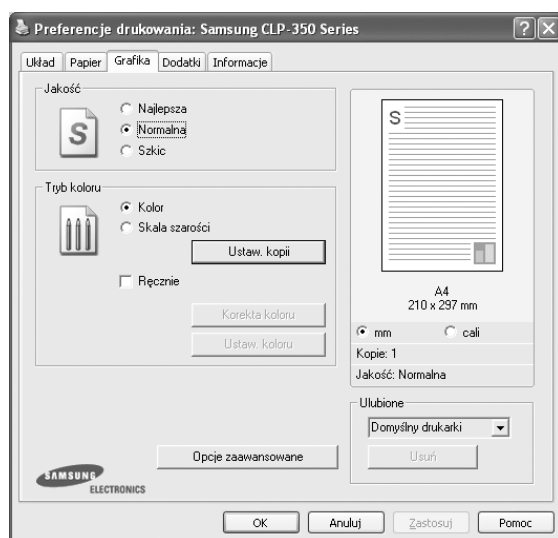 Preferencje drukowania: Samsung CLP-350 Series
Układ Papier Grafika Dodatki Informacje
Jakość
Najlepsza
Normalna
Szkic
S
Tryb koloru
Kolor
Skala szarości
Ustaw. kopii
Ręcznie
Korekta koloru
Ustaw. koloru
S
A4
210 x 297 mm
mm cali
Kopie: 1
Jakość: Normalna
Ulubione
Domyślny drukarki
Usuń
Opcje zaawansowane
SAMSUNG
ELECTRONICS
OK Anuluj Zastosuj Pomoc